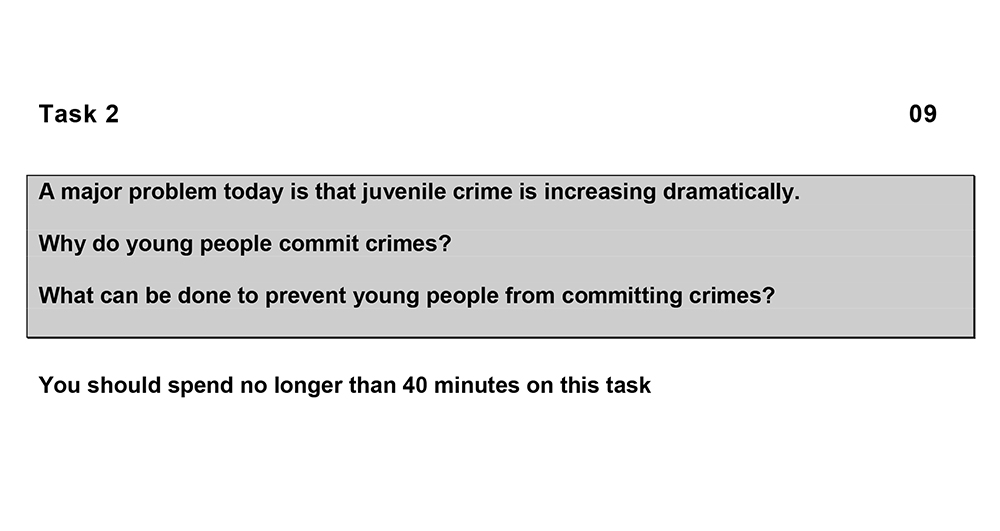 Task 2 09
A major problem today is that juvenile crime is increasing dramatically.
Why do young people commit crimes?
What can be done to prevent young people from committing crimes?
You should spend no longer than 40 minutes on this task